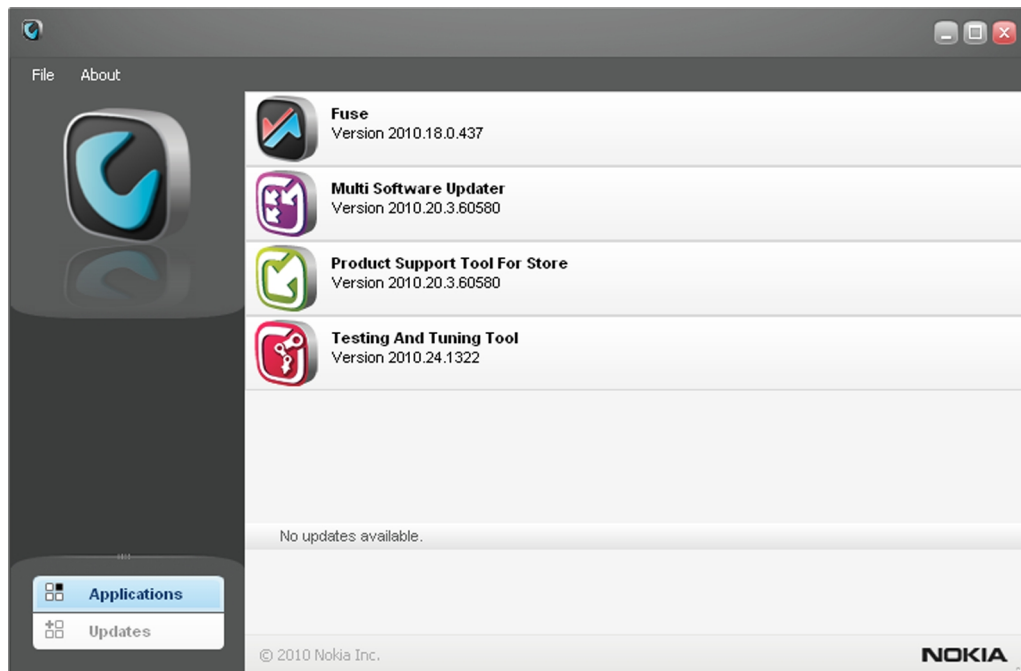 File About
Fuse
Version 2010.18.0.437
Multi Software Updater
Version 2010.20.3.60580
Product Support Tool For Store
Version 2010.20.3.60580
Testing And Tuning Tool
Version 2010.24.1322
No updates available.
Applications
Updates
© 2010 Nokia Inc.
NOKIA